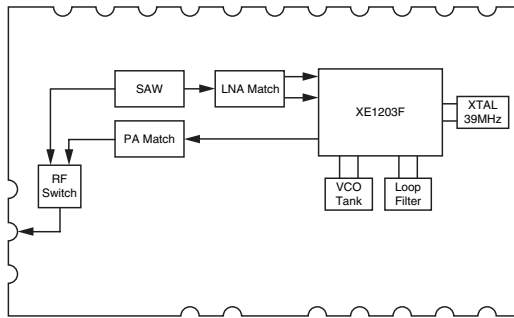 SAW
LNA Match
XE1203F
XTAL
39MHz
PA Match
RF
Switch
VCO
Tank
Loop
Filter